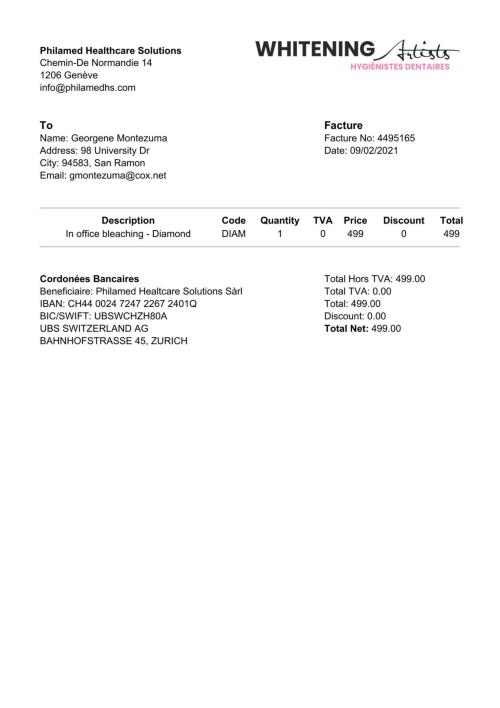 Philamed Healthcare Solutions
Chemin-De Normandie 14
1206 Genève
info@philamedhs.com
WHITENING Artists
HYGIÉNISTES DENTAIRES
To
Name: Georgene Montezuma
Address: 98 University Dr
City: 94583, San Ramon
Email: gmontezuma@cox.net
Facture
Facture No: 4495165
Date: 09/02/2021
Description Code Quantity TVA Price Discount Total
In office bleaching - Diamond DIAM 1 0 499 0 499
Cordonées Bancaires
Beneficiaire: Philamed Healtcare Solutions Sàrl
IBAN: CH44 0024 7247 2267 2401Q
BIC/SWIFT: UBSWCHZH80A
UBS SWITZERLAND AG
BAHNHOFSTRASSE 45, ZURICH
Total Hors TVA: 499.00
Total TVA: 0.00
Total: 499.00
Discount: 0.00
Total Net: 499.00